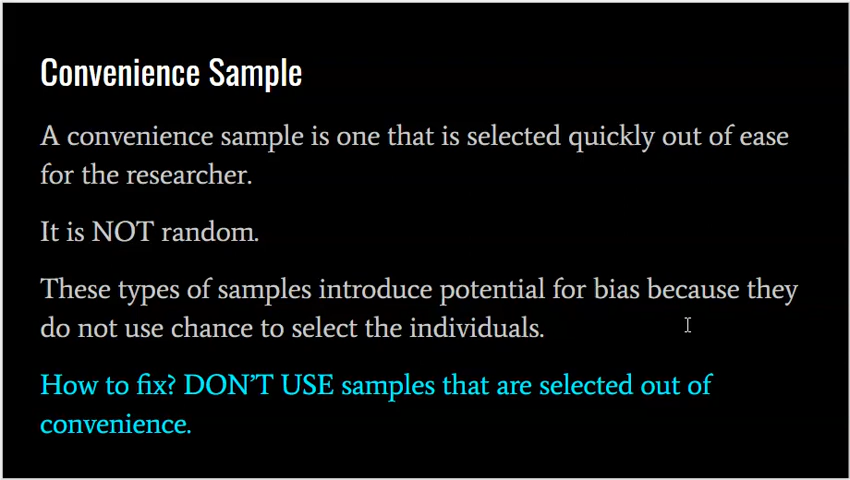 Convenience Sample
A convenience sample is one that is selected quickly out of ease
for the researcher.
It is NOT random.
These types of samples introduce potential for bias because they
do not use chance to select the individuals.
How to fix? DON’T USE samples that are selected out of
convenience.